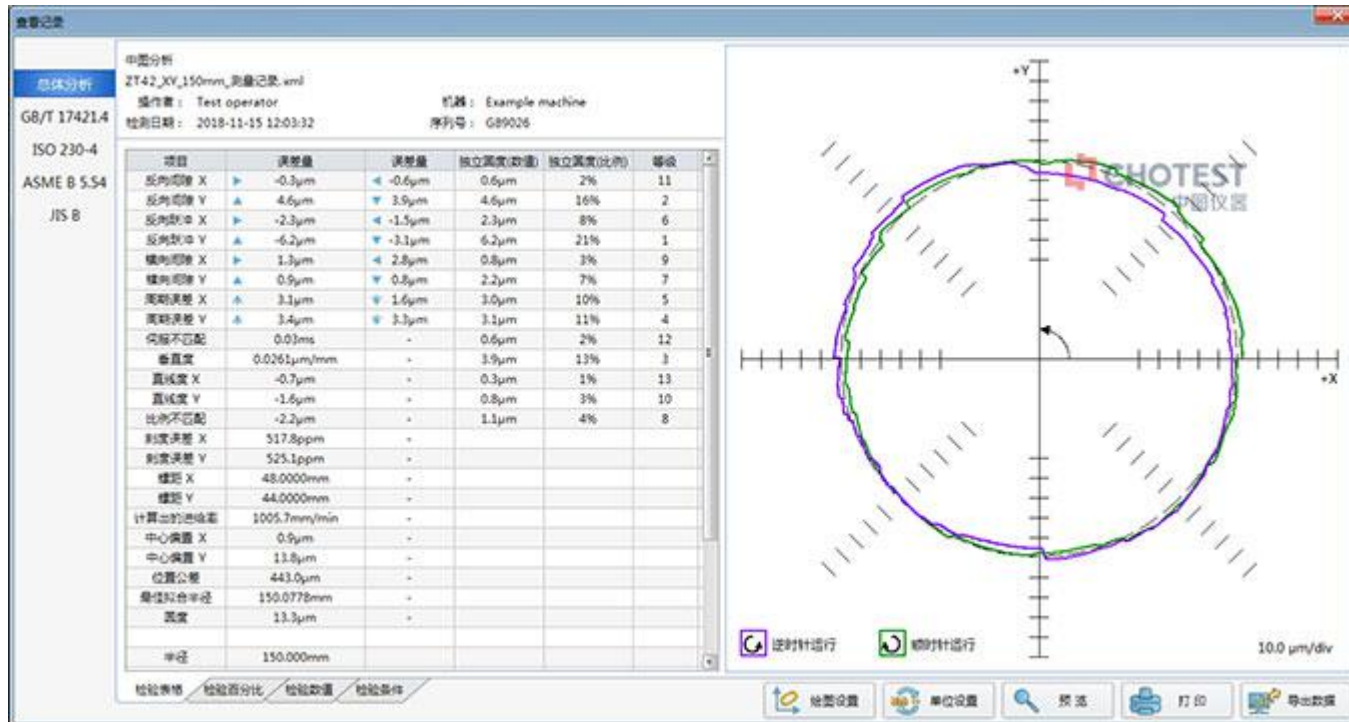 查看记录
总体分析
GB/T 17421.4
ISO 230-4
ASME B 5.54
JIS B
中图分析
ZT42_XY_150mm_测量记录.xml
操作者： Test operator 机器： Example machine
检测日期： 2018-11-15 12:03:32 序列号： G89026
项目 误差量 误差量 独立圆度(数值) 独立圆度(比例) 等级
反向间隙 X -0.3μm -0.6μm 0.6μm 2% 11
反向间隙 Y 4.6μm 3.9μm 4.6μm 16% 2
反向跃冲 X -2.3μm -1.5μm 2.3μm 8% 6
反向跃冲 Y -6.2μm -3.1μm 6.2μm 21% 1
横向间隙 X 1.3μm 2.8μm 0.8μm 3% 9
横向间隙 Y 0.9μm 0.8μm 2.2μm 7% 7
周期误差 X 3.1μm 1.6μm 3.0μm 10% 5
周期误差 Y 3.4μm 3.3μm 3.1μm 11% 4
伺服不匹配 0.03ms - 0.6μm 2% 12
垂直度 0.0261μm/mm - 3.9μm 13% 3
直线度 X -0.7μm - 0.3μm 1% 13
直线度 Y -1.6μm - 0.8μm 3% 10
比例不匹配 -2.2μm - 1.1μm 4% 8
刻度误差 X 517.8ppm -
刻度误差 Y 525.1ppm -
螺距 X 48.0000mm -
螺距 Y 44.0000mm -
计算出的进给率 1005.7mm/min -
中心偏置 X 0.9μm -
中心偏置 Y 13.8μm -
位置公差 443.0μm -
最佳拟合半径 150.0778mm -
圆度 13.3μm -
半径 150.000mm
检验表格 检验百分比 检验数值 检验条件
+Y
CHOTEST
中图仪器
+X
逆时针运行 顺时针运行 10.0 μm/div
绘图设置 单位设置 预览 打印 导出数据